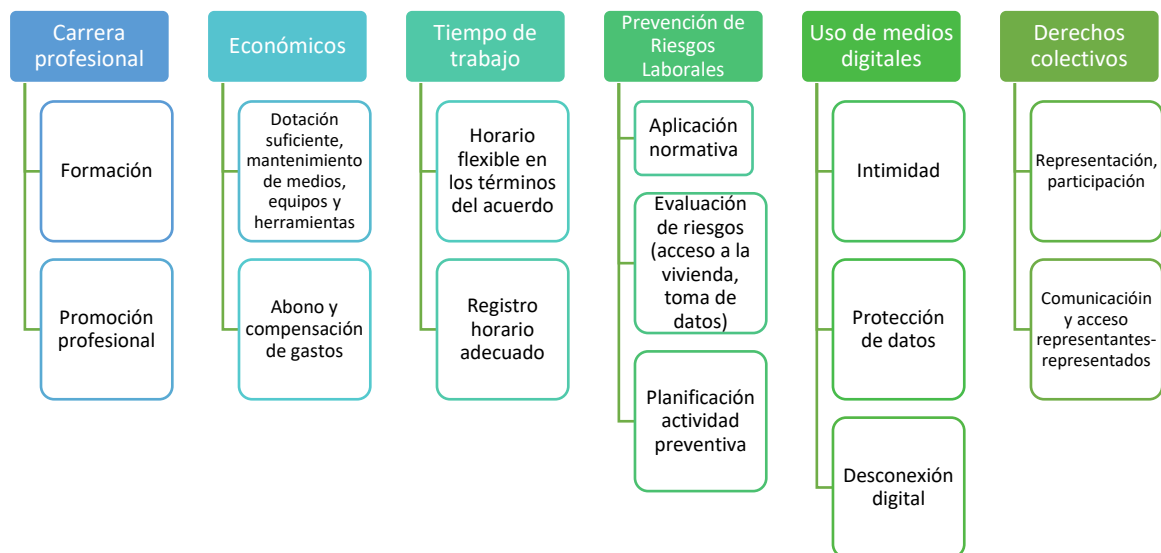 Carrera
profesional
Formación
Promoción
profesional
Económicos
Dotación
suficiente,
mantenimiento
de medios,
equipos y
herramientas
Abono y
compensación
de gastos
Tiempo de
trabajo
Horario
flexible en
los términos
del acuerdo
Registro
horario
adecuado
Prevención de
Riesgos
Laborales
Aplicación
normativa
Evaluación
de riesgos
(acceso a la
vivienda,
toma de
datos)
Planificación
actividad
preventiva
Uso de medios
digitales
Intimidad
Protección
de datos
Desconexión
digital
Derechos
colectivos
Representación,
participación
Comunicacióin
y acceso
representantes-
representados